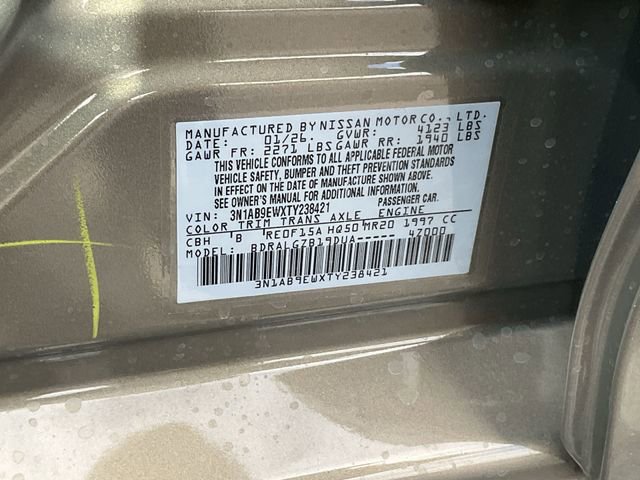 MANUFACTURED BY NISSAN MOTOR CO., LTD.
DATE: 01/26. GVWR: 4123 LBS
GAWR FR: 2271 LBS GAWR RR: 1940 LBS
THIS VEHICLE CONFORMS TO ALL APPLICABLE FEDERAL MOTOR
VEHICLE SAFETY, BUMPER AND THEFT PREVENTION STANDARDS
IN EFFECT ON THE DATE OF MANUFACTURE SHOWN ABOVE.
SEE OWNER'S MANUAL FOR ADDITIONAL INFORMATION.
VIN: 3N1AB9EWXTY238421 PASSENGER CAR
COLOR TRIM TRANS AXLE ENGINE
CBH 'B 'RE0F15A HQ50 MR20 1997 CC
MODEL: BDRALGZB19DUA----- 47000
3N1AB9EWXTY238421